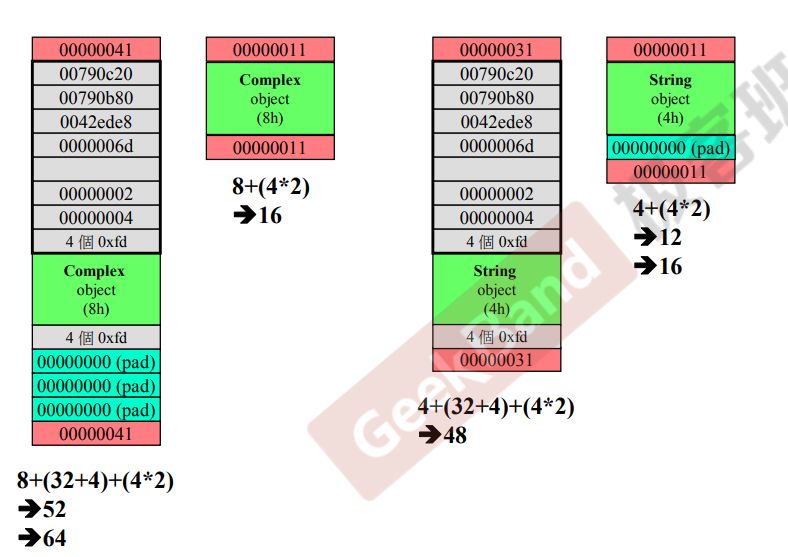 00000041
00790c20
00790b80
0042ede8
0000006d
00000002
00000004
4 個 0xfd
Complex
object
(8h)
4 個 0xfd
00000000 (pad)
00000000 (pad)
00000000 (pad)
00000041
8+(32+4)+(4*2)
➔52
➔64
00000011
Complex
object
(8h)
00000011
8+(4*2)
➔16
00000031
00790c20
00790b80
0042ede8
0000006d
00000002
00000004
4 個 0xfd
String
object
(4h)
4 個 0xfd
00000031
4+(32+4)+(4*2)
➔48
00000011
String
object
(4h)
00000000 (pad)
00000011
4+(4*2)
➔12
➔16
GeekBand 极客班